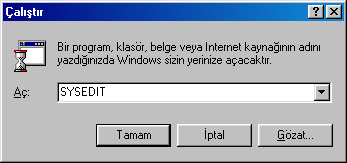 Çalıştır
Bir program, klasör, belge veya Internet kaynağının adını
yazdığınızda Windows sizin yerinize açacaktır.
Aç: SYSEDIT
Tamam İptal Gözat...